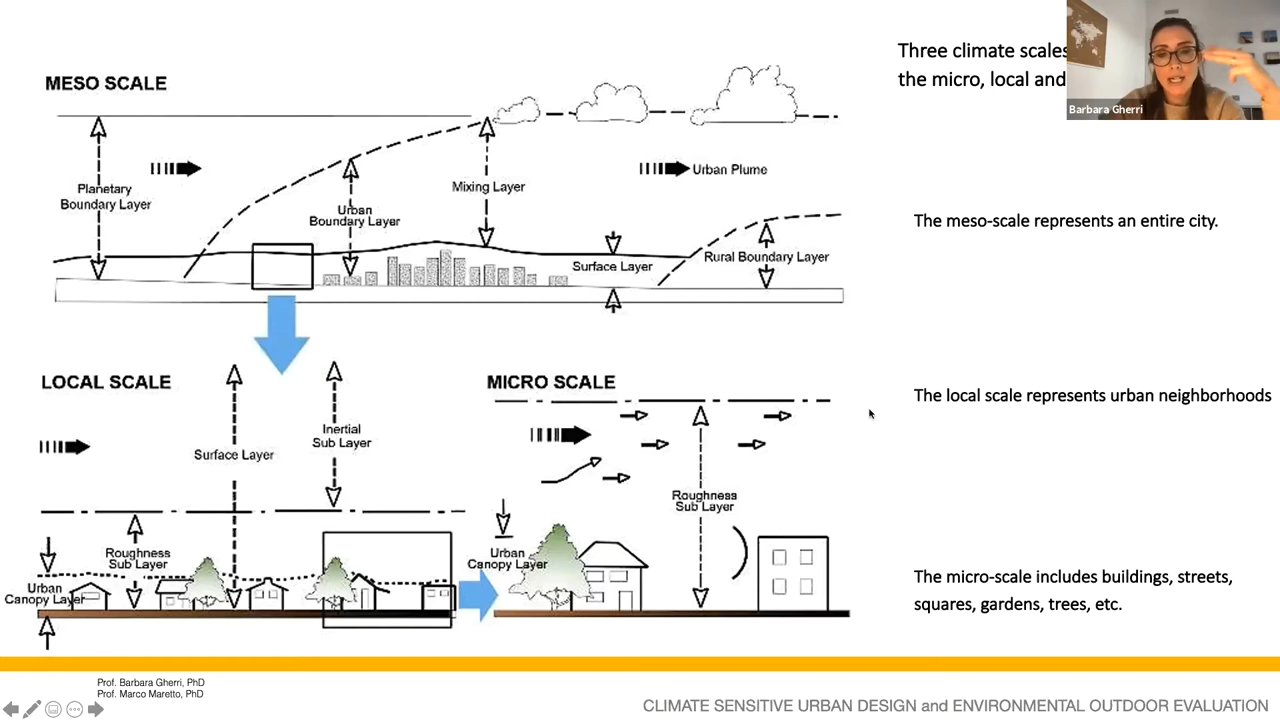 Three climate scales
the micro, local and
Barbara Gherri
MESO SCALE
Planetary
Boundary Layer
Urban
Boundary Layer
Mixing Layer
Urban Plume
Surface Layer
Rural Boundary Layer
The meso-scale represents an entire city.
LOCAL SCALE
Surface Layer
Inertial
Sub Layer
Roughness
Sub Layer
Urban
Canopy Layer
MICRO SCALE
Roughness
Sub Layer
Urban
Canopy Layer
The local scale represents urban neighborhoods
The micro-scale includes buildings, streets,
squares, gardens, trees, etc.
Prof. Barbara Gherri, PhD
Prof. Marco Maretto, PhD
CLIMATE SENSITIVE URBAN DESIGN and ENVIRONMENTAL OUTDOOR EVALUATION